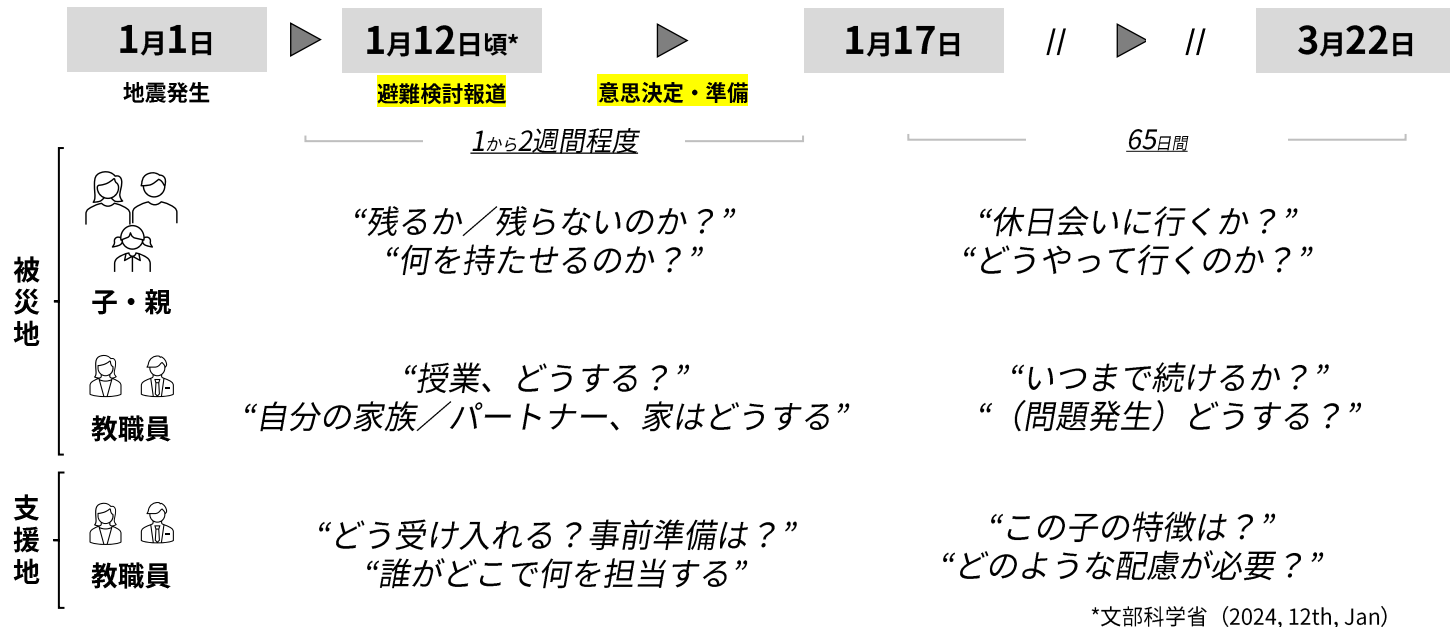 1月1日
1月12日頃*
1月17日
//
//
3月22日
地震発生
避難検討報道
意思決定・準備
1から2週間程度
65日間
被災地
子・親
“残るか／残らないのか？”
“何を持たせるのか？”
“休日会いに行くか？”
“どうやって行くのか？”
教職員
“授業、どうする？”
“自分の家族／パートナー、家はどうする”
“いつまで続けるか？”
“（問題発生）どうする？”
支援地
教職員
“どう受け入れる？事前準備は？”
“誰がどこで何を担当する”
“この子の特徴は？”
“どのような配慮が必要？”
*文部科学省（2024, 12th, Jan）